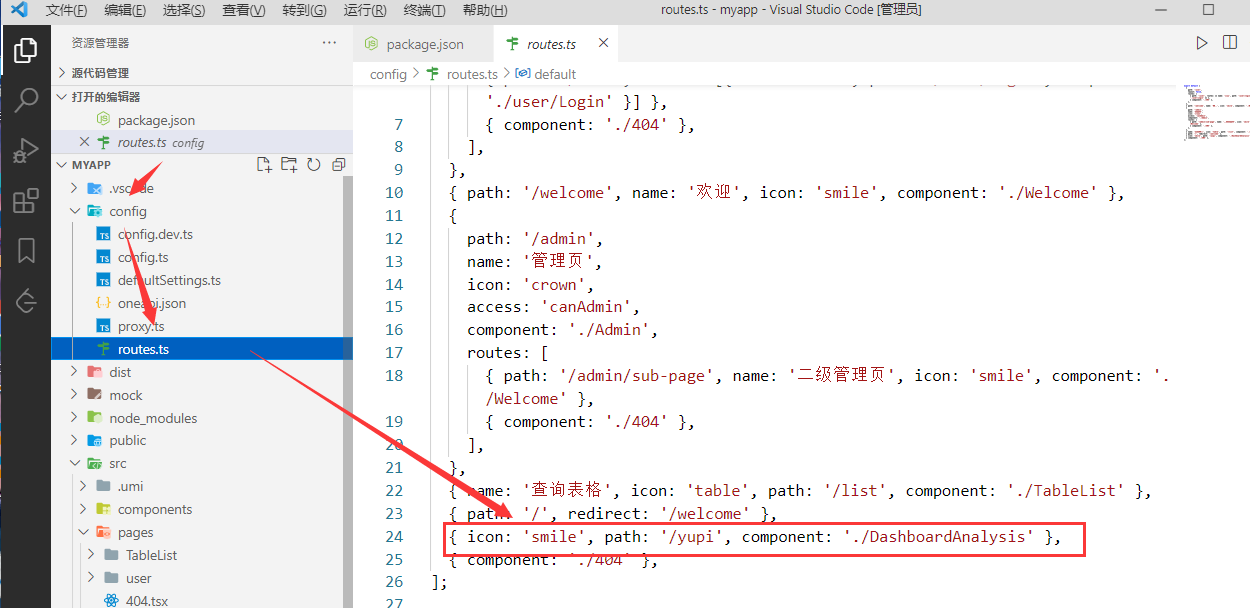 文件(F) 编辑(E) 选择(S) 查看(V) 转到(G) 运行(R) 终端(T) 帮助(H) routes.ts - myapp - Visual Studio Code [管理员]
资源管理器 ...
源代码管理
打开的编辑器
package.json
routes.ts config
MYAPP
.vscode
config
config.dev.ts
config.ts
defaultSettings.ts
oneapi.json
proxy.ts
routes.ts
dist
mock
node_modules
public
src
.umi
components
pages
TableList
user
404.tsx
package.json routes.ts
config > routes.ts > default
'./user/Login' }] },
7 { component: './404' },
8 ],
9 },
10 { path: '/welcome', name: '欢迎', icon: 'smile', component: './Welcome' },
11 {
12 path: '/admin',
13 name: '管理页',
14 icon: 'crown',
15 access: 'canAdmin',
16 component: './Admin',
17 routes: [
18 { path: '/admin/sub-page', name: '二级管理页', icon: 'smile', component: '.
/Welcome' },
19 { component: './404' },
20 ],
21 },
22 { name: '查询表格', icon: 'table', path: '/list', component: './TableList' },
23 { path: '/', redirect: '/welcome' },
24 { icon: 'smile', path: '/yupi', component: './DashboardAnalysis' },
25 { component: './404' },
26 ];
27